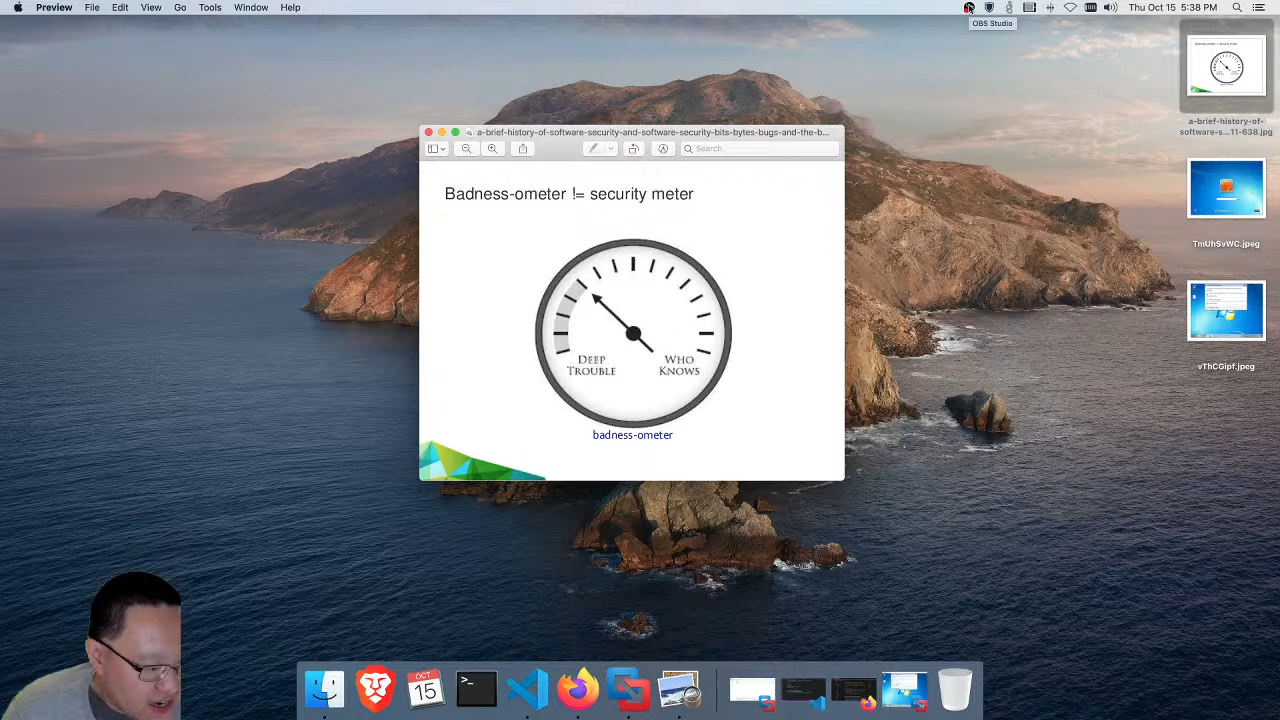 Preview File Edit View Go Tools Window Help
Thu Oct 15 5:38 PM
OBS Studio
a-brief-history-of-software-security-and-software-security-bits-bytes-bugs-and-the-b...
Search
Badness-ometer != security meter
DEEP
TROUBLE
WHO
KNOWS
badness-ometer
a-brief-history-of-
software-s...11-638.jpg
TmUhSvWC.jpeg
vThCGipf.jpeg
OCT
15